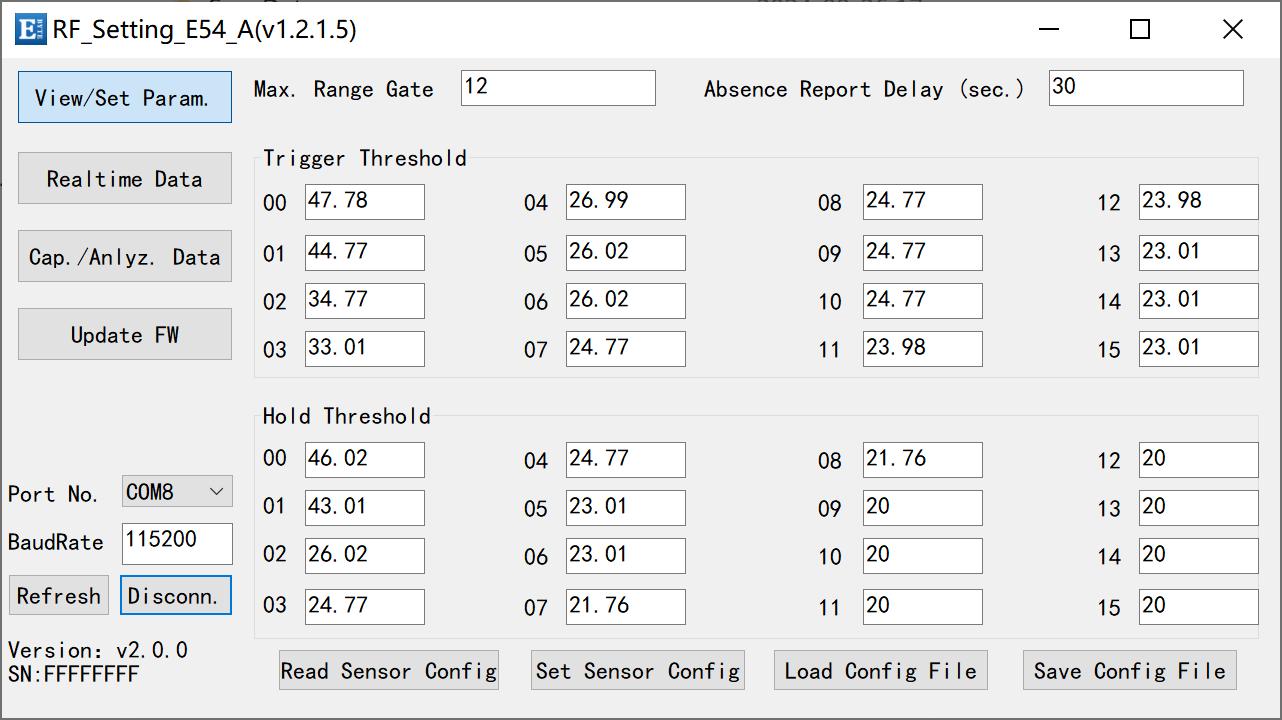 RF_Setting_E54_A(v1.2.1.5)
View/Set Param.
Max. Range Gate 12 Absence Report Delay (sec.) 30
Realtime Data
Cap./Anlyz. Data
Update FW
Trigger Threshold
00 47.78 04 26.99 08 24.77 12 23.98
01 44.77 05 26.02 09 24.77 13 23.01
02 34.77 06 26.02 10 24.77 14 23.01
03 33.01 07 24.77 11 23.98 15 23.01
Hold Threshold
00 46.02 04 24.77 08 21.76 12 20
01 43.01 05 23.01 09 20 13 20
02 26.02 06 23.01 10 20 14 20
03 24.77 07 21.76 11 20 15 20
Port No. COM8
BaudRate 115200
Refresh Disconn.
Version: v2.0.0
SN:FFFFFFFF
Read Sensor Config Set Sensor Config Load Config File Save Config File